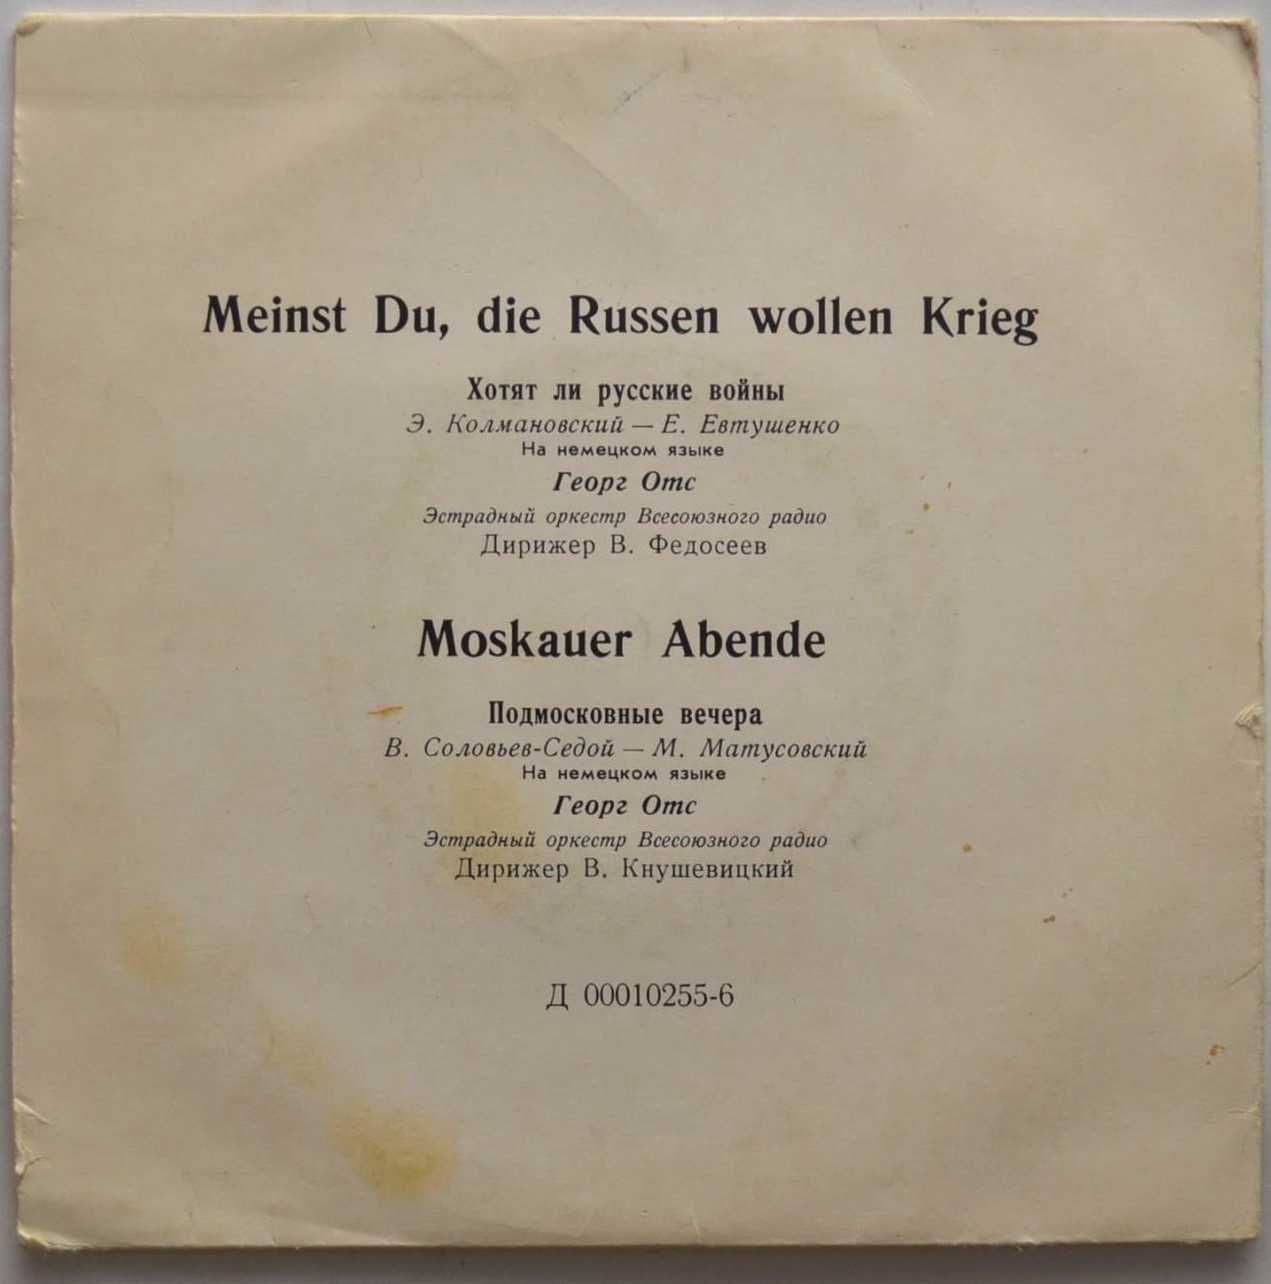 Meinst Du, die Russen wollen Krieg
Хотят ли русские войны
Э. Колмановский — Е. Евтушенко
На немецком языке
Георг Отс
Эстрадный оркестр Всесоюзного радио
Дирижер В. Федосеев
Moskauer Abende
Подмосковные вечера
В. Соловьев-Седой — М. Матусовский
На немецком языке
Георг Отс
Эстрадный оркестр Всесоюзного радио
Дирижер В. Кнушевицкий
Д 00010255-6